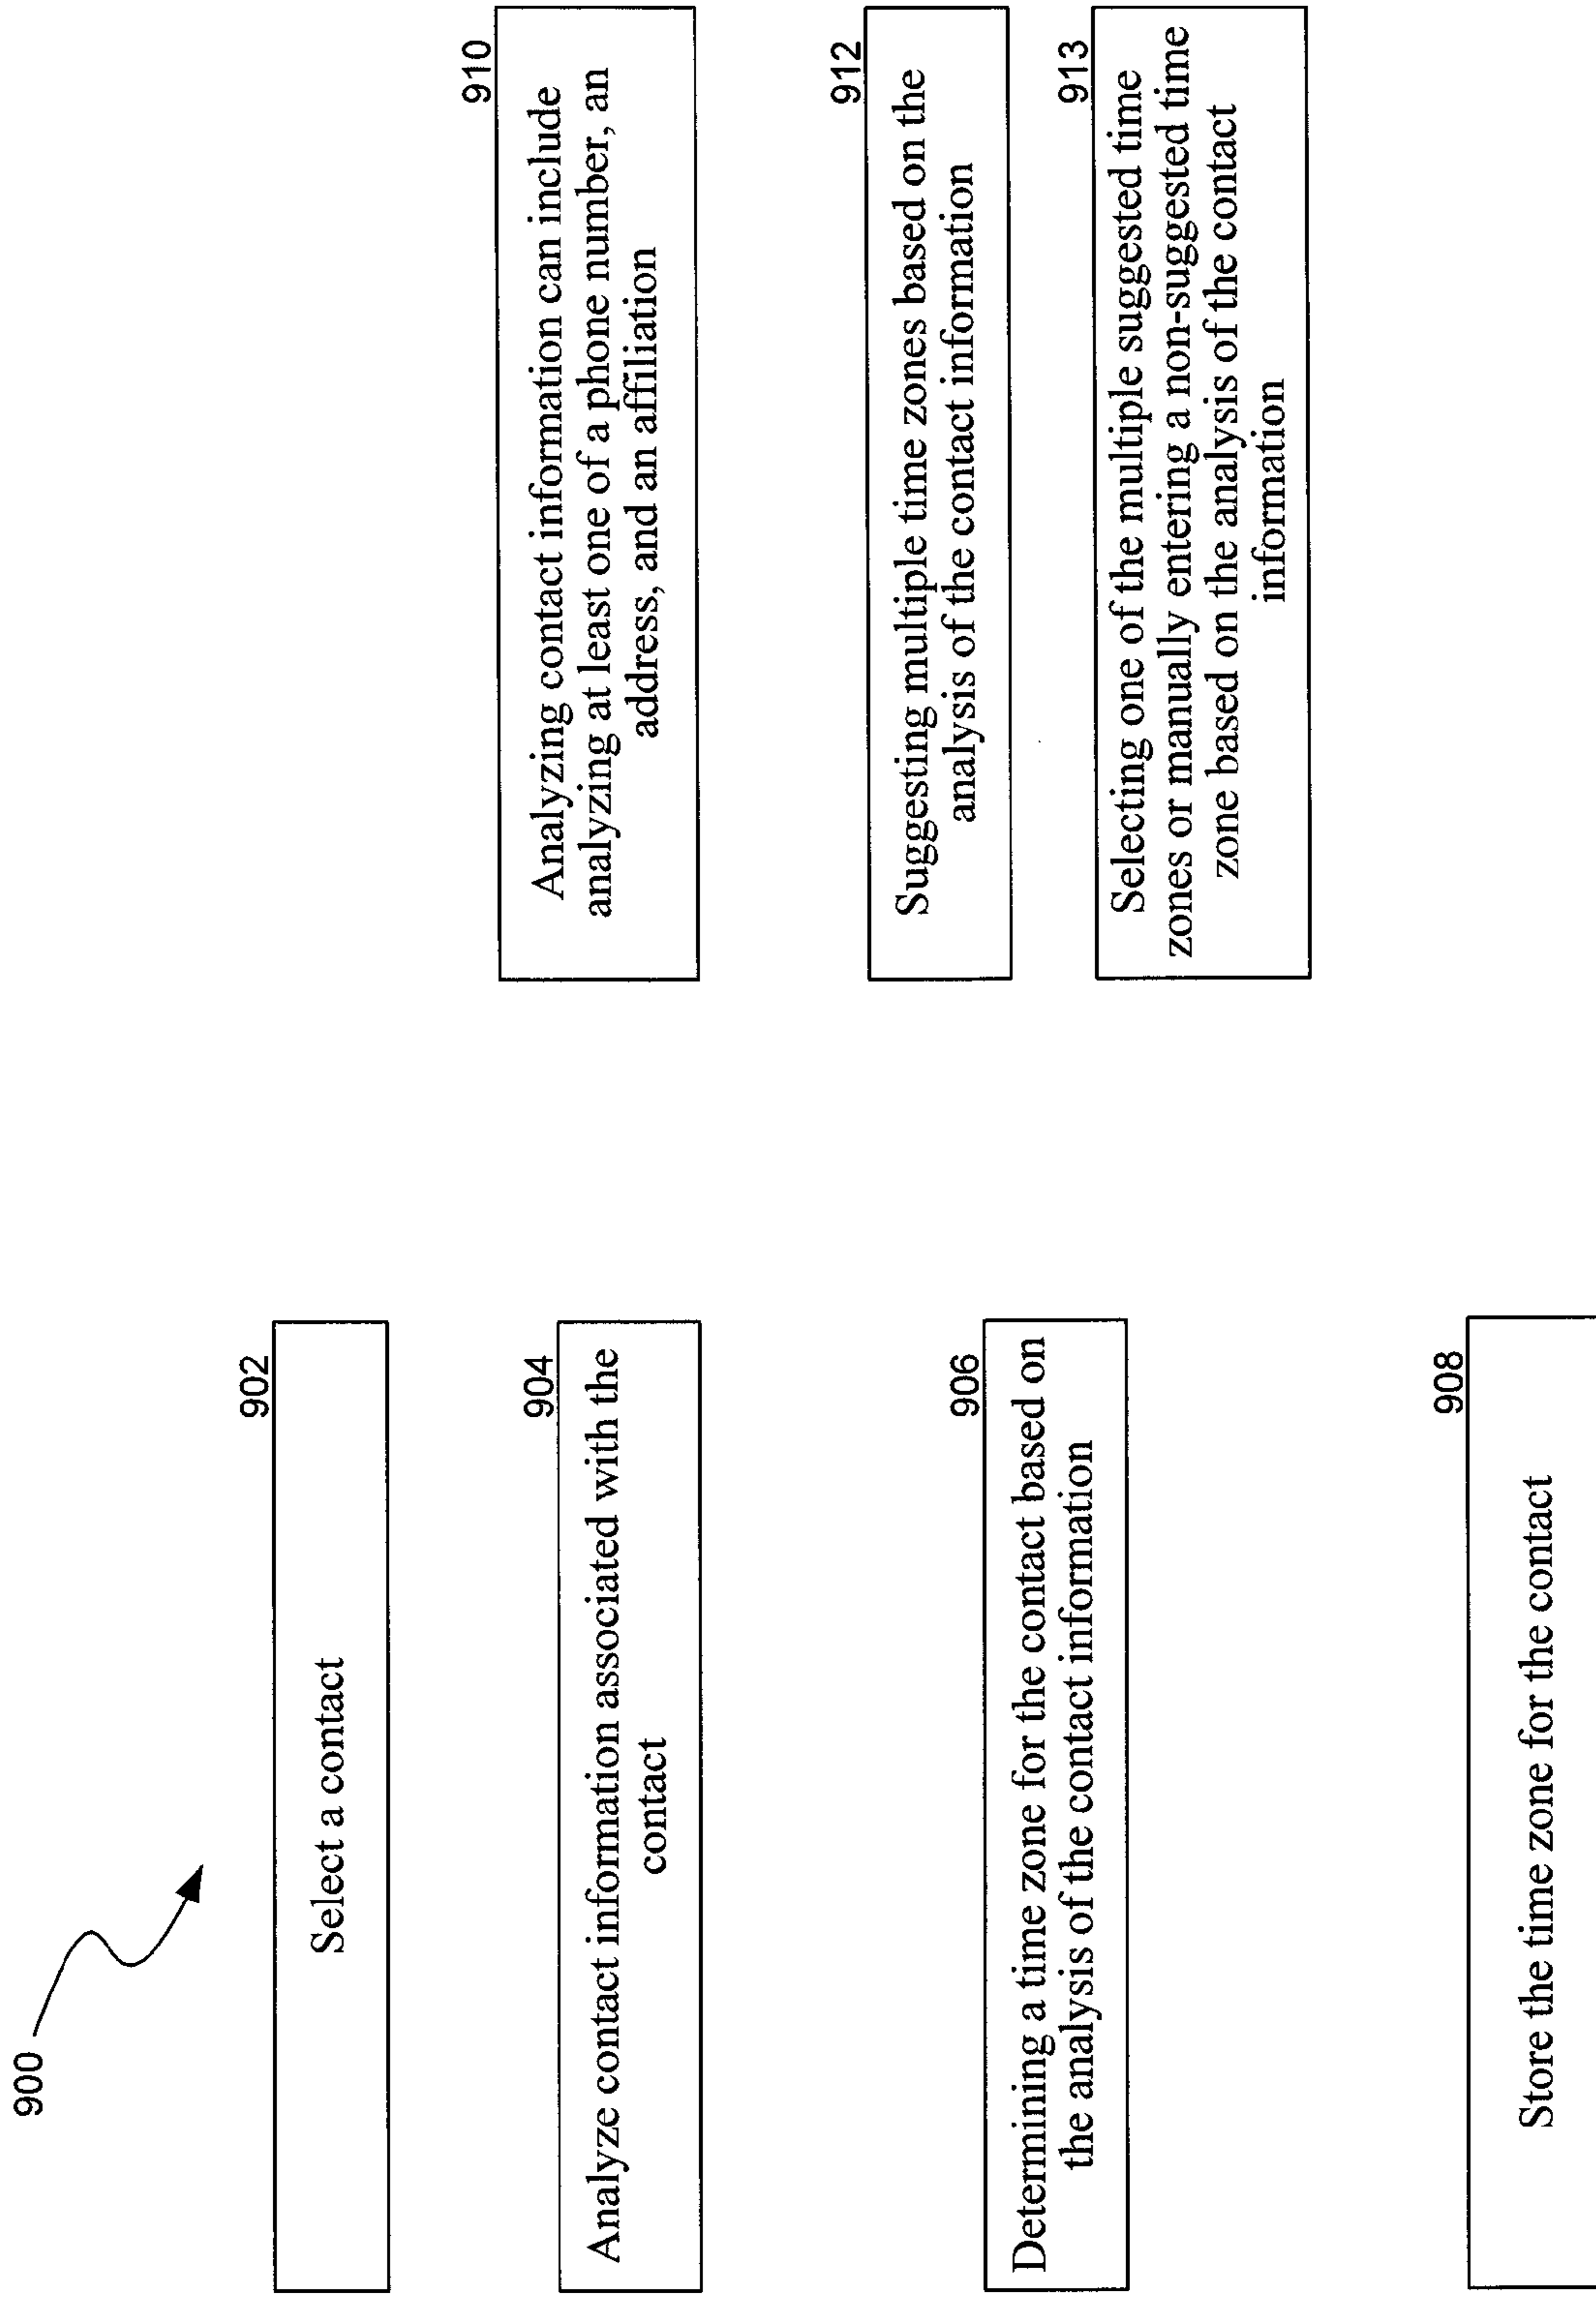 900
902
Select a contact
904
Analyze contact information associated with the
contact
910
Analyzing contact information can include
analyzing at least one of a phone number, an
address, and an affiliation
906
Determining a time zone for the contact based on
the analysis of the contact information
912
Suggesting multiple time zones based on the
analysis of the contact information
913
Selecting one of the multiple suggested time
zones or manually entering a non-suggested time
zone based on the analysis of the contact
information
908
Store the time zone for the contact